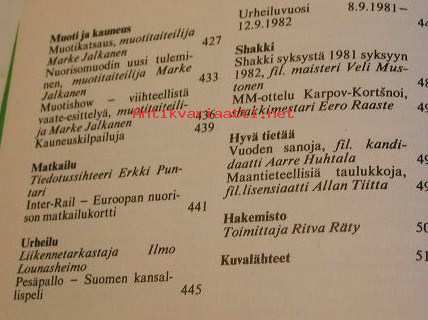 Muoti ja kauneus
Muotikatsaus, muotitaiteilija
Marke Jalkanen 427
Nuorisomuodin uusi tulemi-
nen, muotitaiteilija Marke
Jalkanen 433
Muotishow – viihteellistä
vaate-esittelyä, muotitaiteili-
ja Marke Jalkanen 436
Kauneuskilpailuja 439
Matkailu
Tiedotussihteeri Erkki Pun-
tari
Inter-Rail – Euroopan nuori-
son matkailukortti 441
Urheilu
Liikennetarkastaja Ilmo
Lounasheimo
Pesäpallo – Suomen kansal-
lispeli 445
Urheiluvuosi 8.9.1981–
12.9.1982
Shakki
Shakki syksystä 1981 syksyyn
1982, fil. maisteri Veli Mus-
tonen
MM-ottelu Karpov-Kortšnoi,
shakkimestari Eero Raaste
Hyvä tietää
Vuoden sanoja, fil. kandi-
daatti Aarre Huhtala
Maantieteellisiä taulukkoja,
fil.lisensiaatti Allan Tiitta
Hakemisto
Toimittaja Ritva Räty
Kuvalähteet